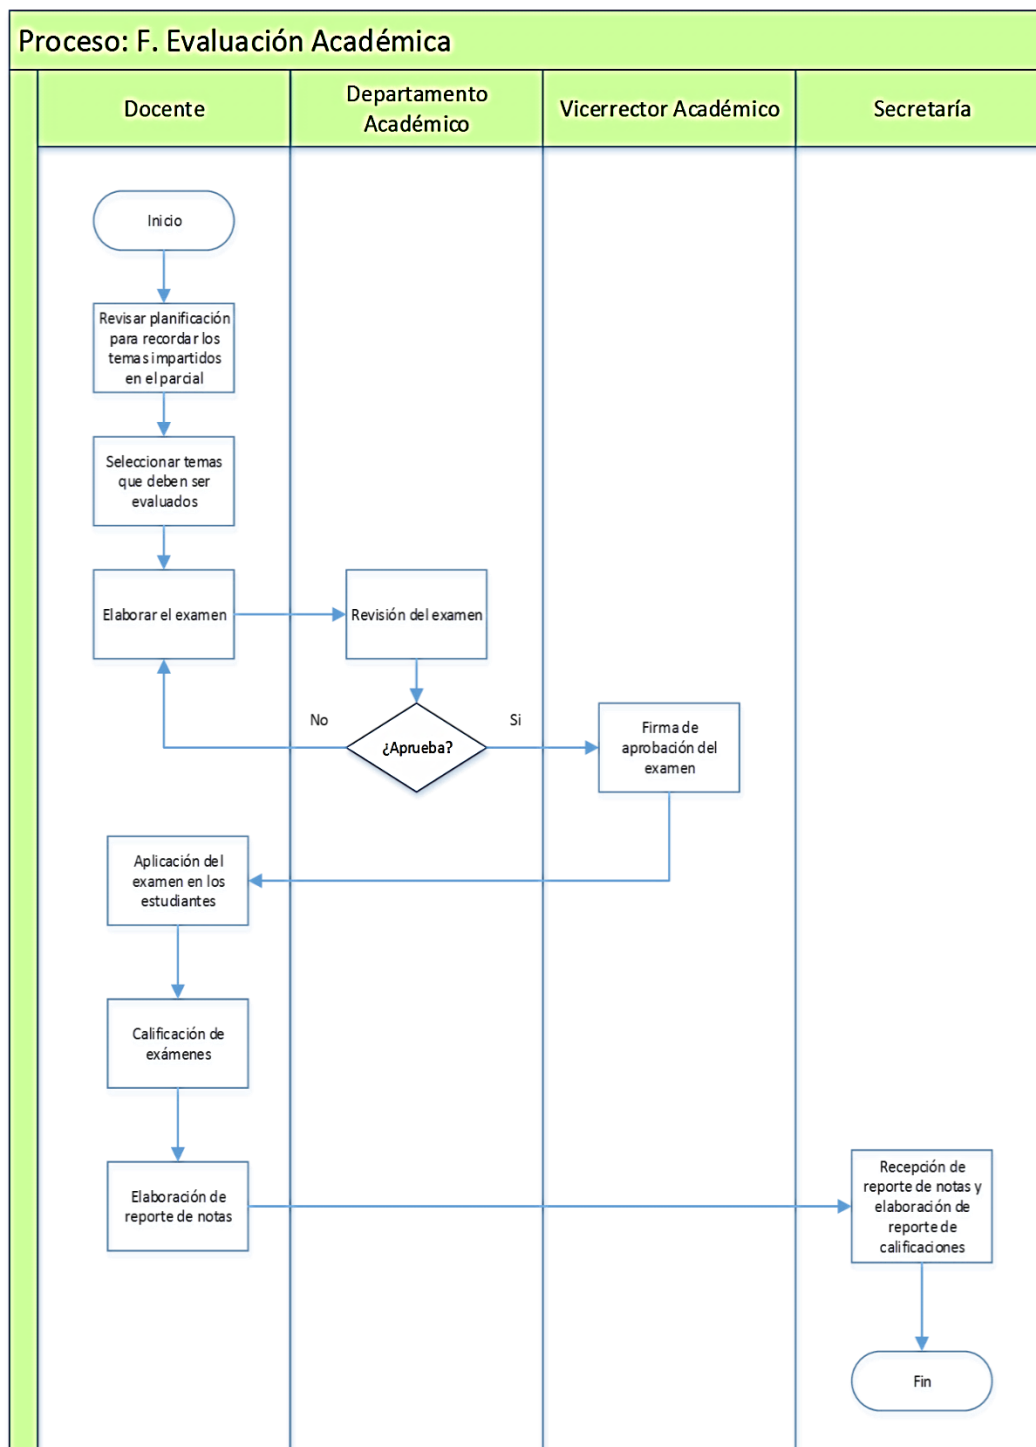 Proceso: F. Evaluación Académica
Docente
Departamento
Académico
Vicerrector Académico
Secretaría
Inicio
Revisar planificación
para recordar los
temas impartidos
en el parcial
Seleccionar temas
que deben ser
evaluados
Elaborar el examen
Revisión del examen
No
¿Aprueba?
Si
Firma de
aprobación del
examen
Aplicación del
examen en los
estudiantes
Calificación de
exámenes
Elaboración de
reporte de notas
Recepción de
reporte de notas y
elaboración de
reporte de
calificaciones
Fin